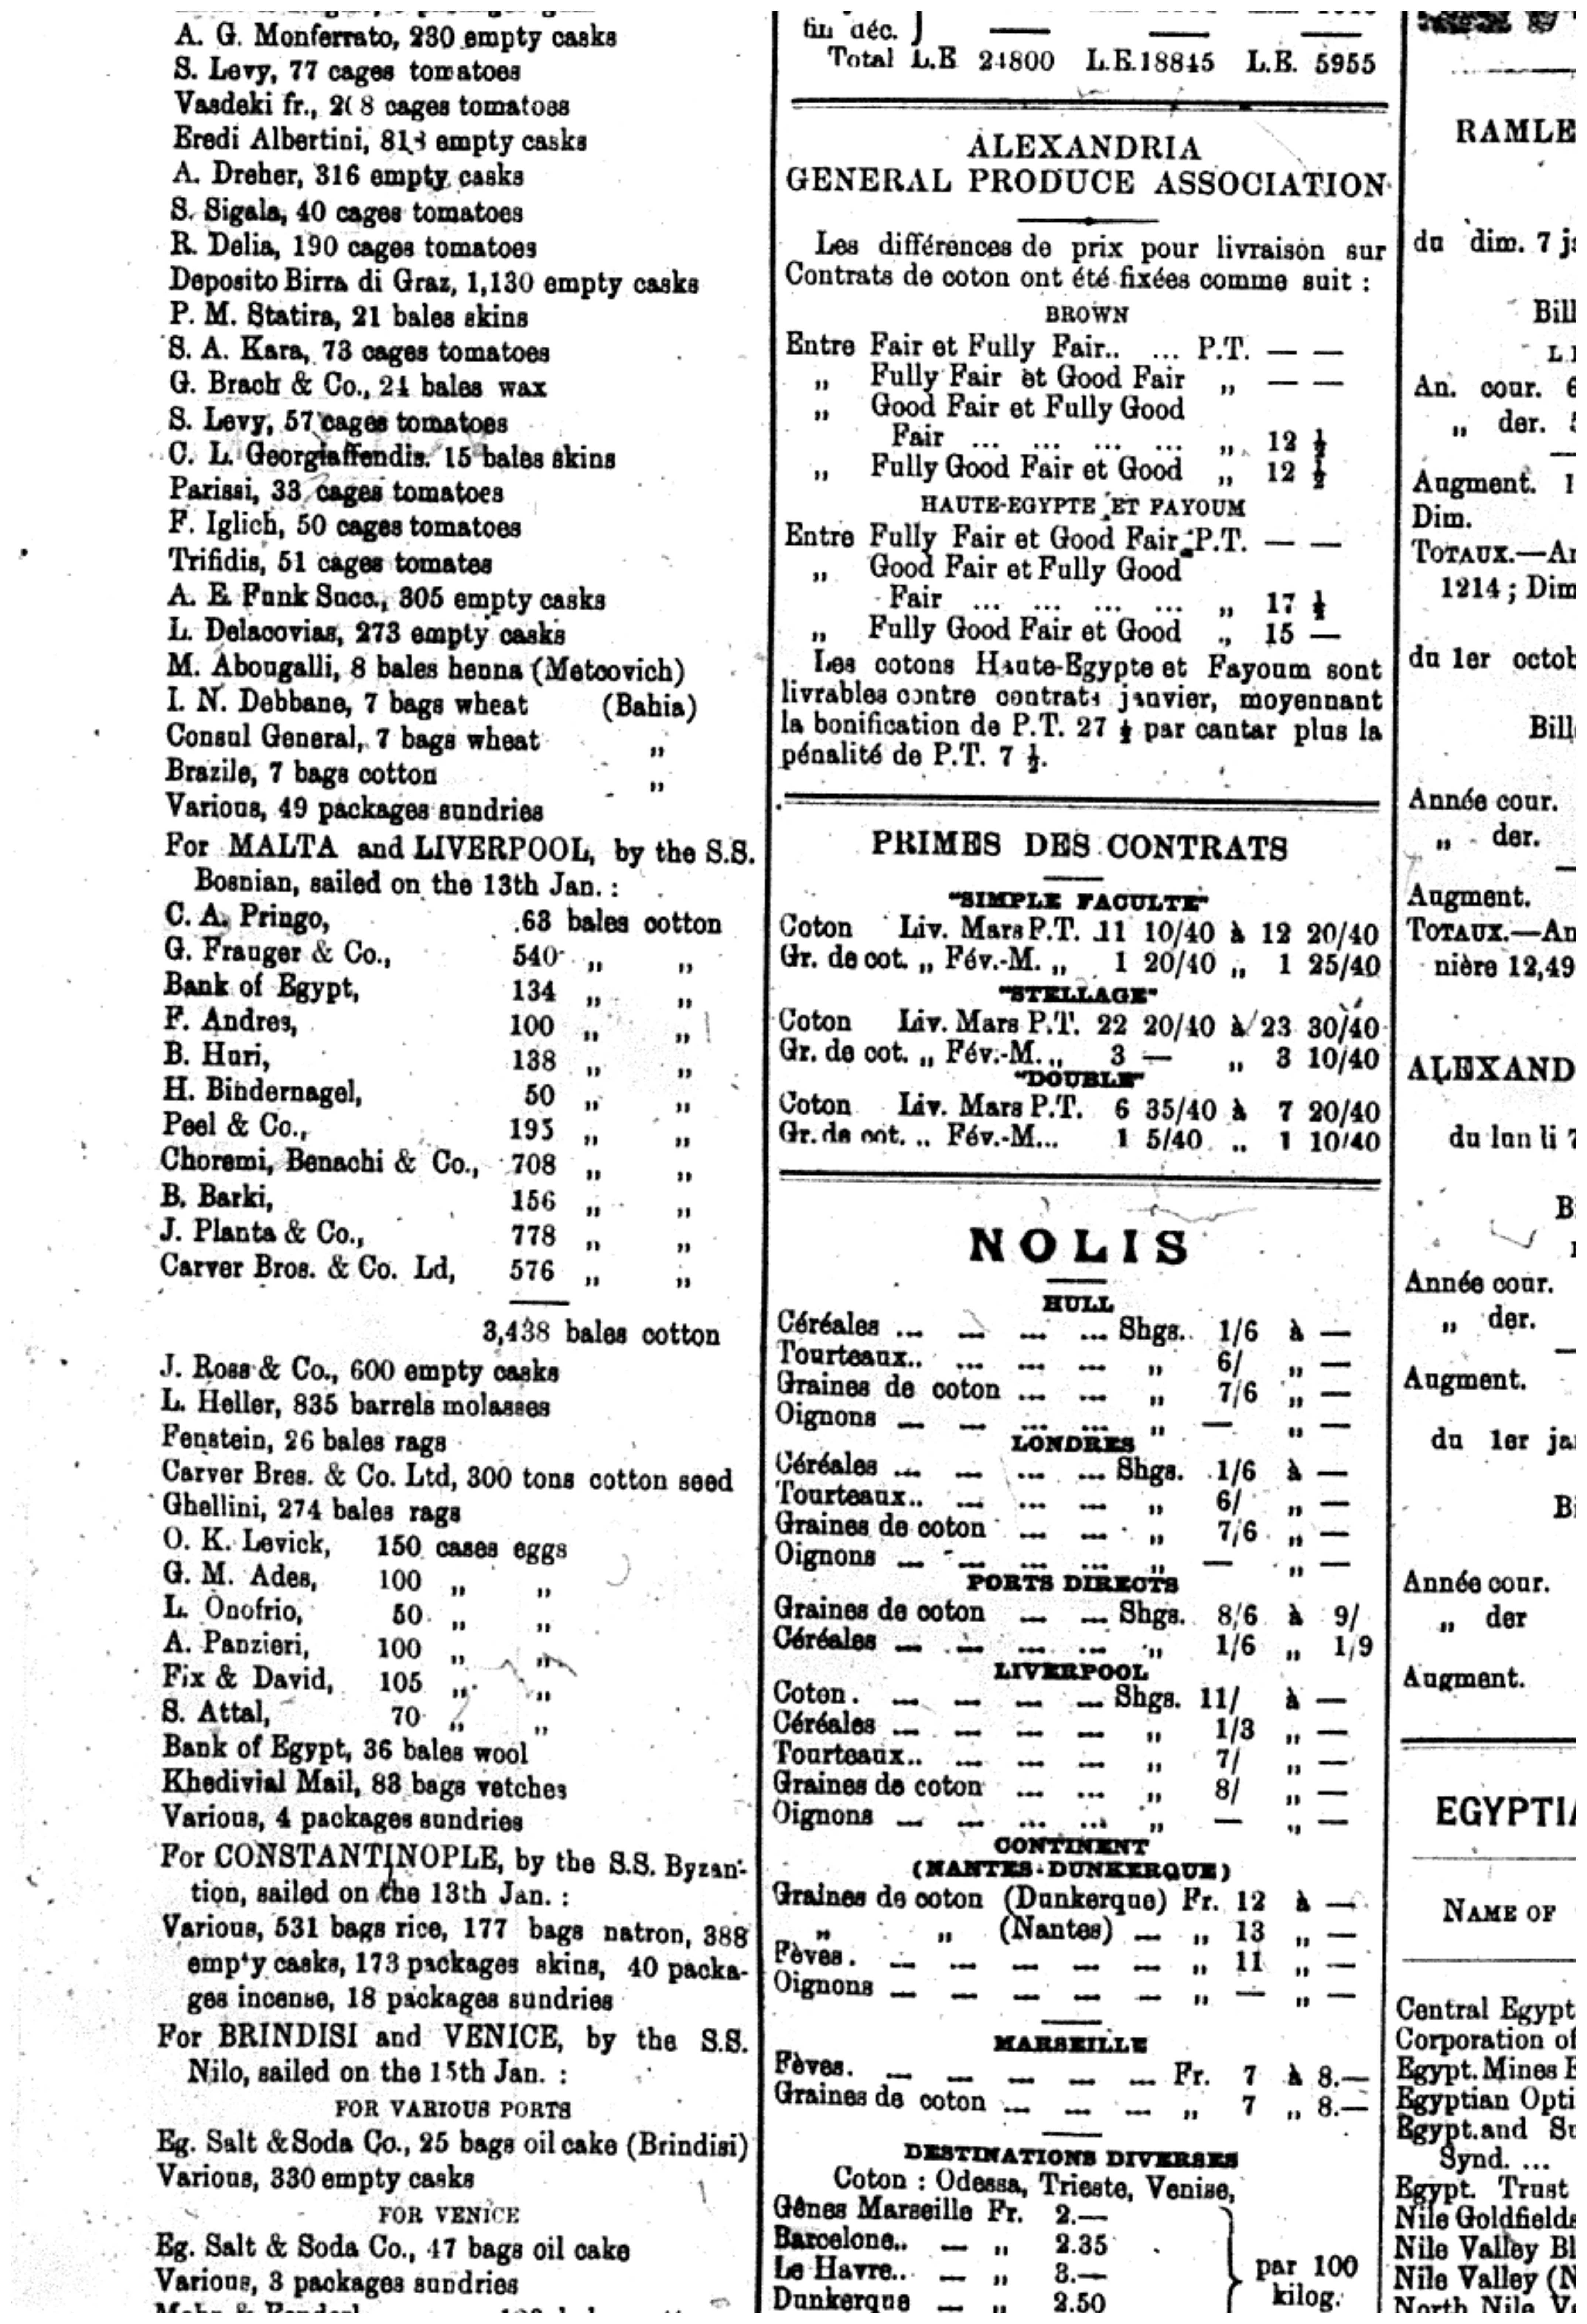 A. G. Monferrato, 230 empty casks
S. Levy, 77 cages tomatoes
Vasdeki fr., 208 cages tomatoes
Eredi Albertini, 813 empty casks
A. Dreher, 316 empty casks
S. Sigala, 40 cages tomatoes
R. Delia, 190 cages tomatoes
Deposito Birra di Graz, 1,130 empty casks
P. M. Statira, 21 bales skins
S. A. Kara, 73 cages tomatoes
G. Brach & Co., 24 bales wax
S. Levy, 57 cages tomatoes
C. L. Georgiaffendis. 15 bales skins
Parissi, 33 cages tomatoes
F. Iglich, 50 cages tomatoes
Trifidis, 51 cages tomates
A. E. Funk Succ., 305 empty casks
L. Delacovias, 273 empty casks
M. Abougalli, 8 bales henna (Metcovich)
I. N. Debbane, 7 bags wheat (Bahia)
Consul General, 7 bags wheat „
Brazile, 7 bags cotton „
Various, 49 packages sundries
For MALTA and LIVERPOOL, by the S.S.
Bosnian, sailed on the 13th Jan. :
C. A. Pringo, 63 bales cotton
G. Frauger & Co., 540 „ „
Bank of Egypt, 134 „ „
F. Andres, 100 „ „
B. Huri, 138 „ „
H. Bindernagel, 50 „ „
Peel & Co., 195 „ „
Choremi, Benachi & Co., 708 „ „
B. Barki, 156 „ „
J. Planta & Co., 778 „ „
Carver Bros. & Co. Ld, 576 „ „
3,438 bales cotton
J. Ross & Co., 600 empty casks
L. Heller, 835 barrels molasses
Fenstein, 26 bales rags
Carver Bres. & Co. Ltd, 300 tons cotton seed
Ghellini, 274 bales rags
O. K. Levick, 150 cases eggs
G. M. Ades, 100 „ „
L. Onofrio, 50 „ „
A. Panzieri, 100 „ „
Fix & David, 105 „ „
S. Attal, 70 „ „
Bank of Egypt, 36 bales wool
Khedivial Mail, 83 bags vetches
Various, 4 packages sundries
For CONSTANTINOPLE, by the S.S. Byzan-
tion, sailed on the 13th Jan. :
Various, 531 bags rice, 177 bags natron, 388
empty casks, 173 packages skins, 40 packa-
ges incense, 18 packages sundries
For BRINDISI and VENICE, by the S.S.
Nilo, sailed on the 15th Jan. :
FOR VARIOUS PORTS
Eg. Salt & Soda Co., 25 bags oil cake (Brindisi)
Various, 330 empty casks
FOR VENICE
Eg. Salt & Soda Co., 47 bags oil cake
Various, 3 packages sundries
fin déc. }
Total L.E 24800 L.E.18845 L.E. 5955
ALEXANDRIA
GENERAL PRODUCE ASSOCIATION
Les différences de prix pour livraison sur
Contrats de coton ont été fixées comme suit :
BROWN
Entre Fair et Fully Fair.. ... P.T. — —
„ Fully Fair et Good Fair „ — —
„ Good Fair et Fully Good
Fair ... ... ... ... „ 12 ½
„ Fully Good Fair et Good „ 12 ½
HAUTE-EGYPTE ET FAYOUM
Entre Fully Fair et Good Fair P.T. — —
„ Good Fair et Fully Good
Fair ... ... ... ... „ 17 ½
„ Fully Good Fair et Good „ 15 —
Les cotons Haute-Egypte et Fayoum sont
livrables contre contrats janvier, moyennant
la bonification de P.T. 27 ½ par cantar plus la
pénalité de P.T. 7 ½.
PRIMES DES CONTRATS
"SIMPLE FACULTE"
Coton Liv. Mars P.T. 11 10/40 à 12 20/40
Gr. de cot. „ Fév.-M. „ 1 20/40 „ 1 25/40
"STELLAGE"
Coton Liv. Mars P.T. 22 20/40 à 23 30/40
Gr. de cot. „ Fév.-M. „ 3 — „ 3 10/40
"DOUBLE"
Coton Liv. Mars P.T. 6 35/40 à 7 20/40
Gr. de cot. „ Fév.-M... 1 5/40 „ 1 10/40
NOLIS
HULL
Céréales ... ... ... ... Shgs. 1/6 à —
Tourteaux.. ... ... ... „ 6/ „ —
Graines de coton ... ... „ 7/6 „ —
Oignons ... ... ... ... „ — „ —
LONDRES
Céréales ... ... ... ... Shgs. 1/6 à —
Tourteaux.. ... ... ... „ 6/ „ —
Graines de coton ... ... „ 7/6 „ —
Oignons ... ... ... ... „ — „ —
PORTS DIRECTS
Graines de coton ... ... Shgs. 8/6 à 9/
Céréales ... ... ... ... „ 1/6 „ 1/9
LIVERPOOL
Coton. ... ... ... ... Shgs. 11/ à —
Céréales ... ... ... ... „ 1/3 „ —
Tourteaux.. ... ... ... „ 7/ „ —
Graines de coton ... ... „ 8/ „ —
Oignons ... ... ... ... „ — „ —
CONTINENT
(NANTES-DUNKERQUE)
Graines de coton (Dunkerque) Fr. 12 à —
„ „ (Nantes) ... „ 13 „ —
Fèves. ... ... ... ... ... „ 11 „ —
Oignons ... ... ... ... ... „ — „ —
MARSEILLE
Fèves. ... ... ... ... ... Fr. 7 à 8.—
Graines de coton ... ... ... „ 7 „ 8.—
DESTINATIONS DIVERSES
Coton : Odessa, Trieste, Venise,
Gênes Marseille Fr. 2.—
Barcelone.. ... „ 2.35
Le Havre.. ... „ 3.—
Dunkerque ... „ 2.50
} par 100
kilog.
RAMLE
du dim. 7 ja
Bill
L.E
An. cour. 6
„ der. 5
Augment. 1
Dim.
TOTAUX.—An
1214 ; Dim
du 1er octob
Bill
Année cour.
„ der.
Augment.
TOTAUX.—An
nière 12,49
ALEXAND
du lundi 7
Bi
Année cour.
„ der.
Augment.
du 1er jan
Bi
Année cour.
„ der
Augment.
EGYPTIA
NAME OF
Central Egypt
Corporation of
Egypt. Mines E
Egyptian Opti
Egypt.and Su
Synd. ...
Egypt. Trust
Nile Goldfields
Nile Valley Bl
Nile Valley (N
North Nile Va